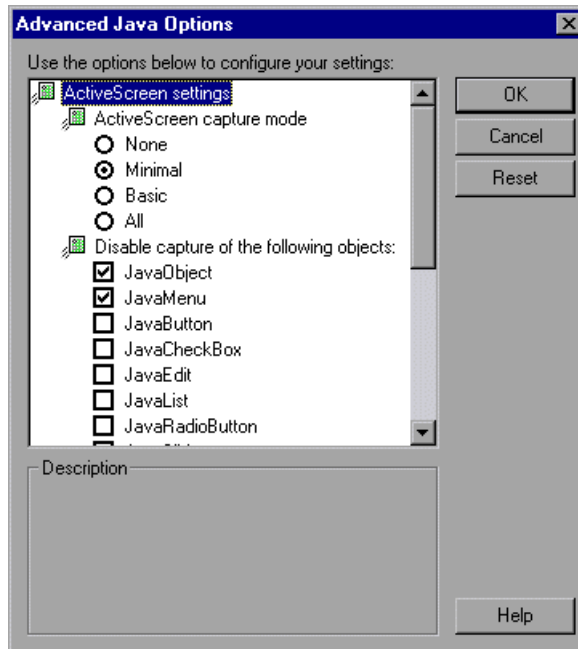 Advanced Java Options
Use the options below to configure your settings:
ActiveScreen settings
ActiveScreen capture mode
None
Minimal
Basic
All
Disable capture of the following objects:
JavaObject
JavaMenu
JavaButton
JavaCheckBox
JavaEdit
JavaList
JavaRadioButton
OK
Cancel
Reset
Description
Help